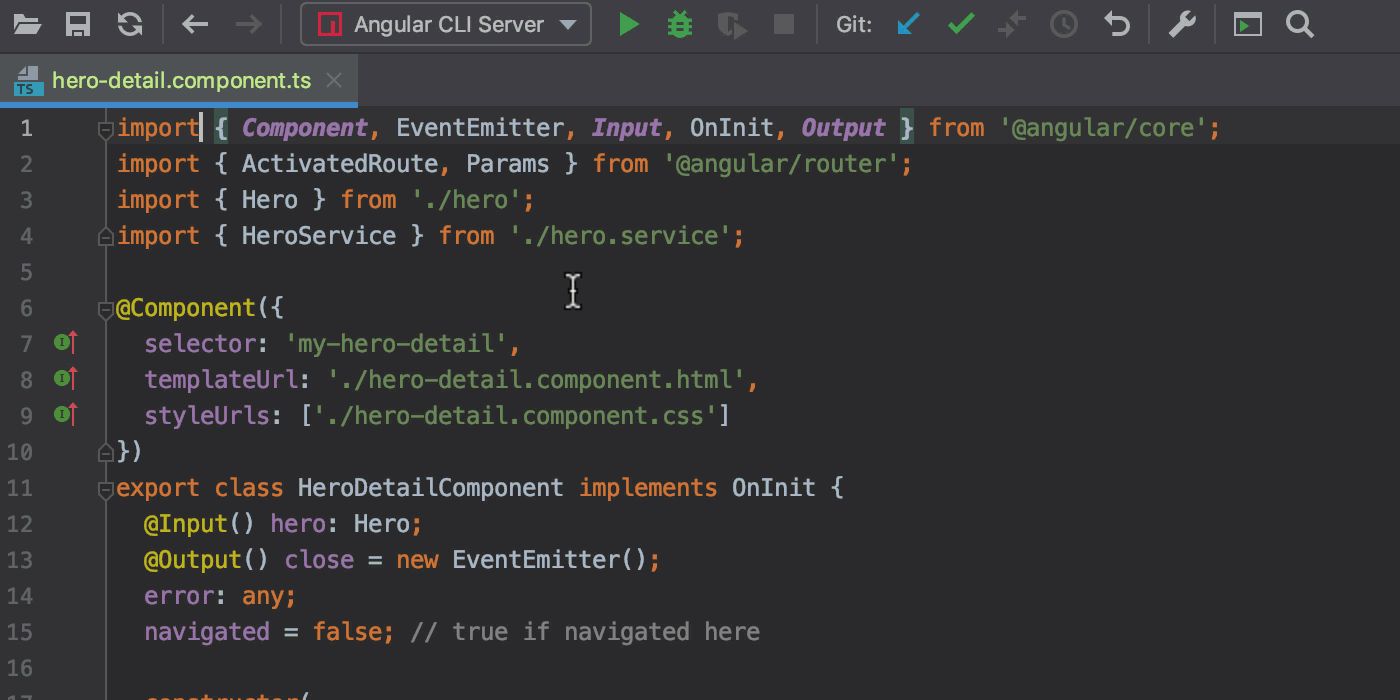 Angular CLI Server Git:
TS hero-detail.component.ts
1 import { Component, EventEmitter, Input, OnInit, Output } from '@angular/core';
2 import { ActivatedRoute, Params } from '@angular/router';
3 import { Hero } from './hero';
4 import { HeroService } from './hero.service';
5
6 @Component({
7 selector: 'my-hero-detail',
8 templateUrl: './hero-detail.component.html',
9 styleUrls: ['./hero-detail.component.css']
10 })
11 export class HeroDetailComponent implements OnInit {
12 @Input() hero: Hero;
13 @Output() close = new EventEmitter();
14 error: any;
15 navigated = false; // true if navigated here
16
17 constructor(